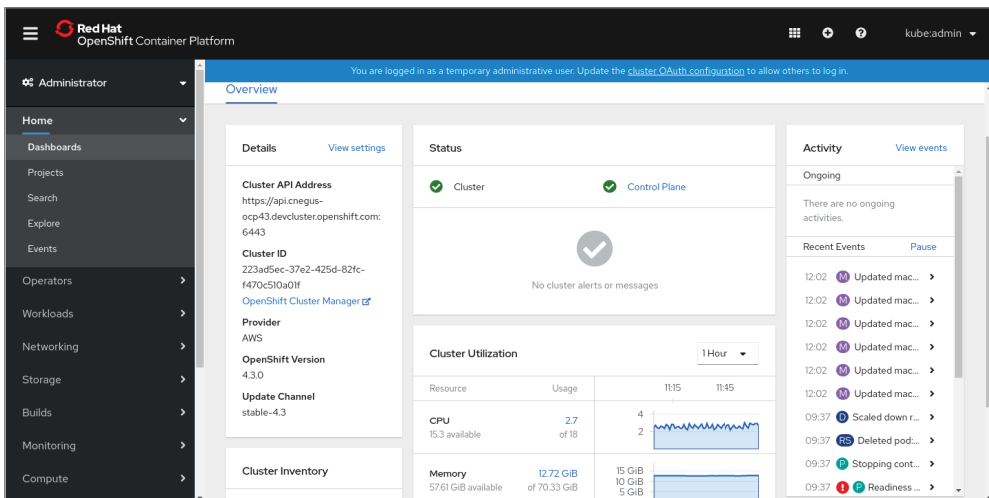 Red Hat
OpenShift Container Platform
kube:admin
Administrator
You are logged in as a temporary administrative user. Update the cluster OAuth configuration to allow others to log in.
Home
Dashboards
Projects
Search
Explore
Events
Operators
Workloads
Networking
Storage
Builds
Monitoring
Compute
Overview
Details View settings
Cluster API Address
https://api.cnegus-
ocp43.devcluster.openshift.com:
6443
Cluster ID
223ad5ec-37e2-425d-82fc-
f470c510a01f
OpenShift Cluster Manager
Provider
AWS
OpenShift Version
4.3.0
Update Channel
stable-4.3
Cluster Inventory
Status
Cluster Control Plane
No cluster alerts or messages
Cluster Utilization 1 Hour
Resource Usage 11:15 11:45
CPU 2.7
15.3 available of 18
4
2
Memory 12.72 GiB
57.61 GiB available of 70.33 GiB
15 GiB
10 GiB
5 GiB
Activity View events
Ongoing
There are no ongoing
activities.
Recent Events Pause
12:02 M Updated mac...
12:02 M Updated mac...
12:02 M Updated mac...
12:02 M Updated mac...
12:02 M Updated mac...
12:02 M Updated mac...
09:37 D Scaled down r...
09:37 RS Deleted pod:...
09:37 P Stopping cont...
09:37 P Readiness ...